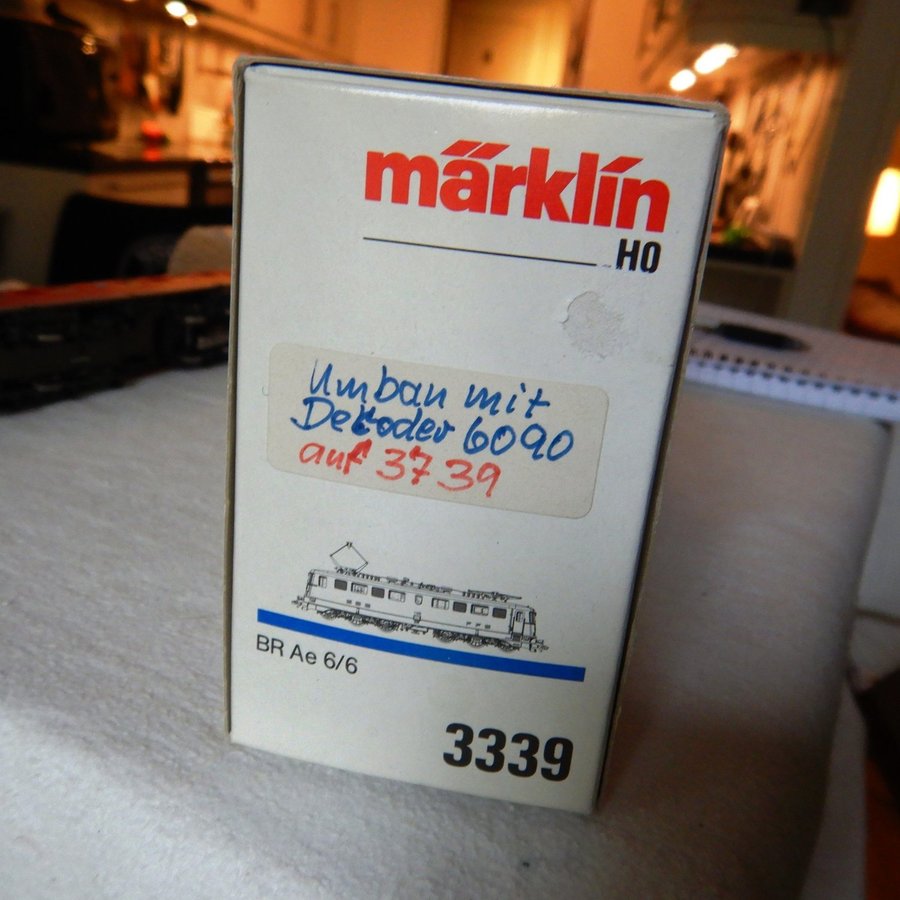 märklin
HO
Umbau mit
Dekoder 6090
auf 3739
BR Ae 6/6
3339